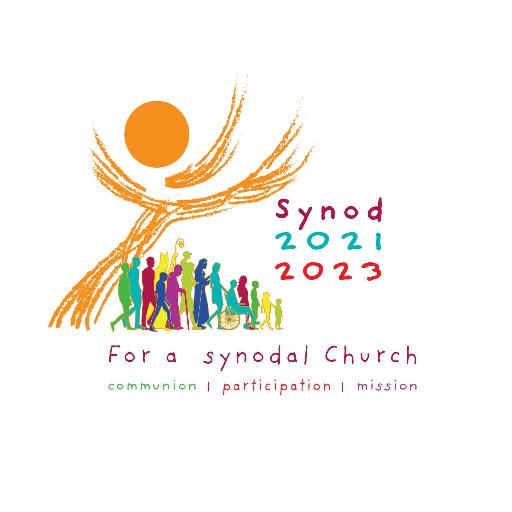 Synod
2021
2023
For a synodal Church
communion | participation | mission